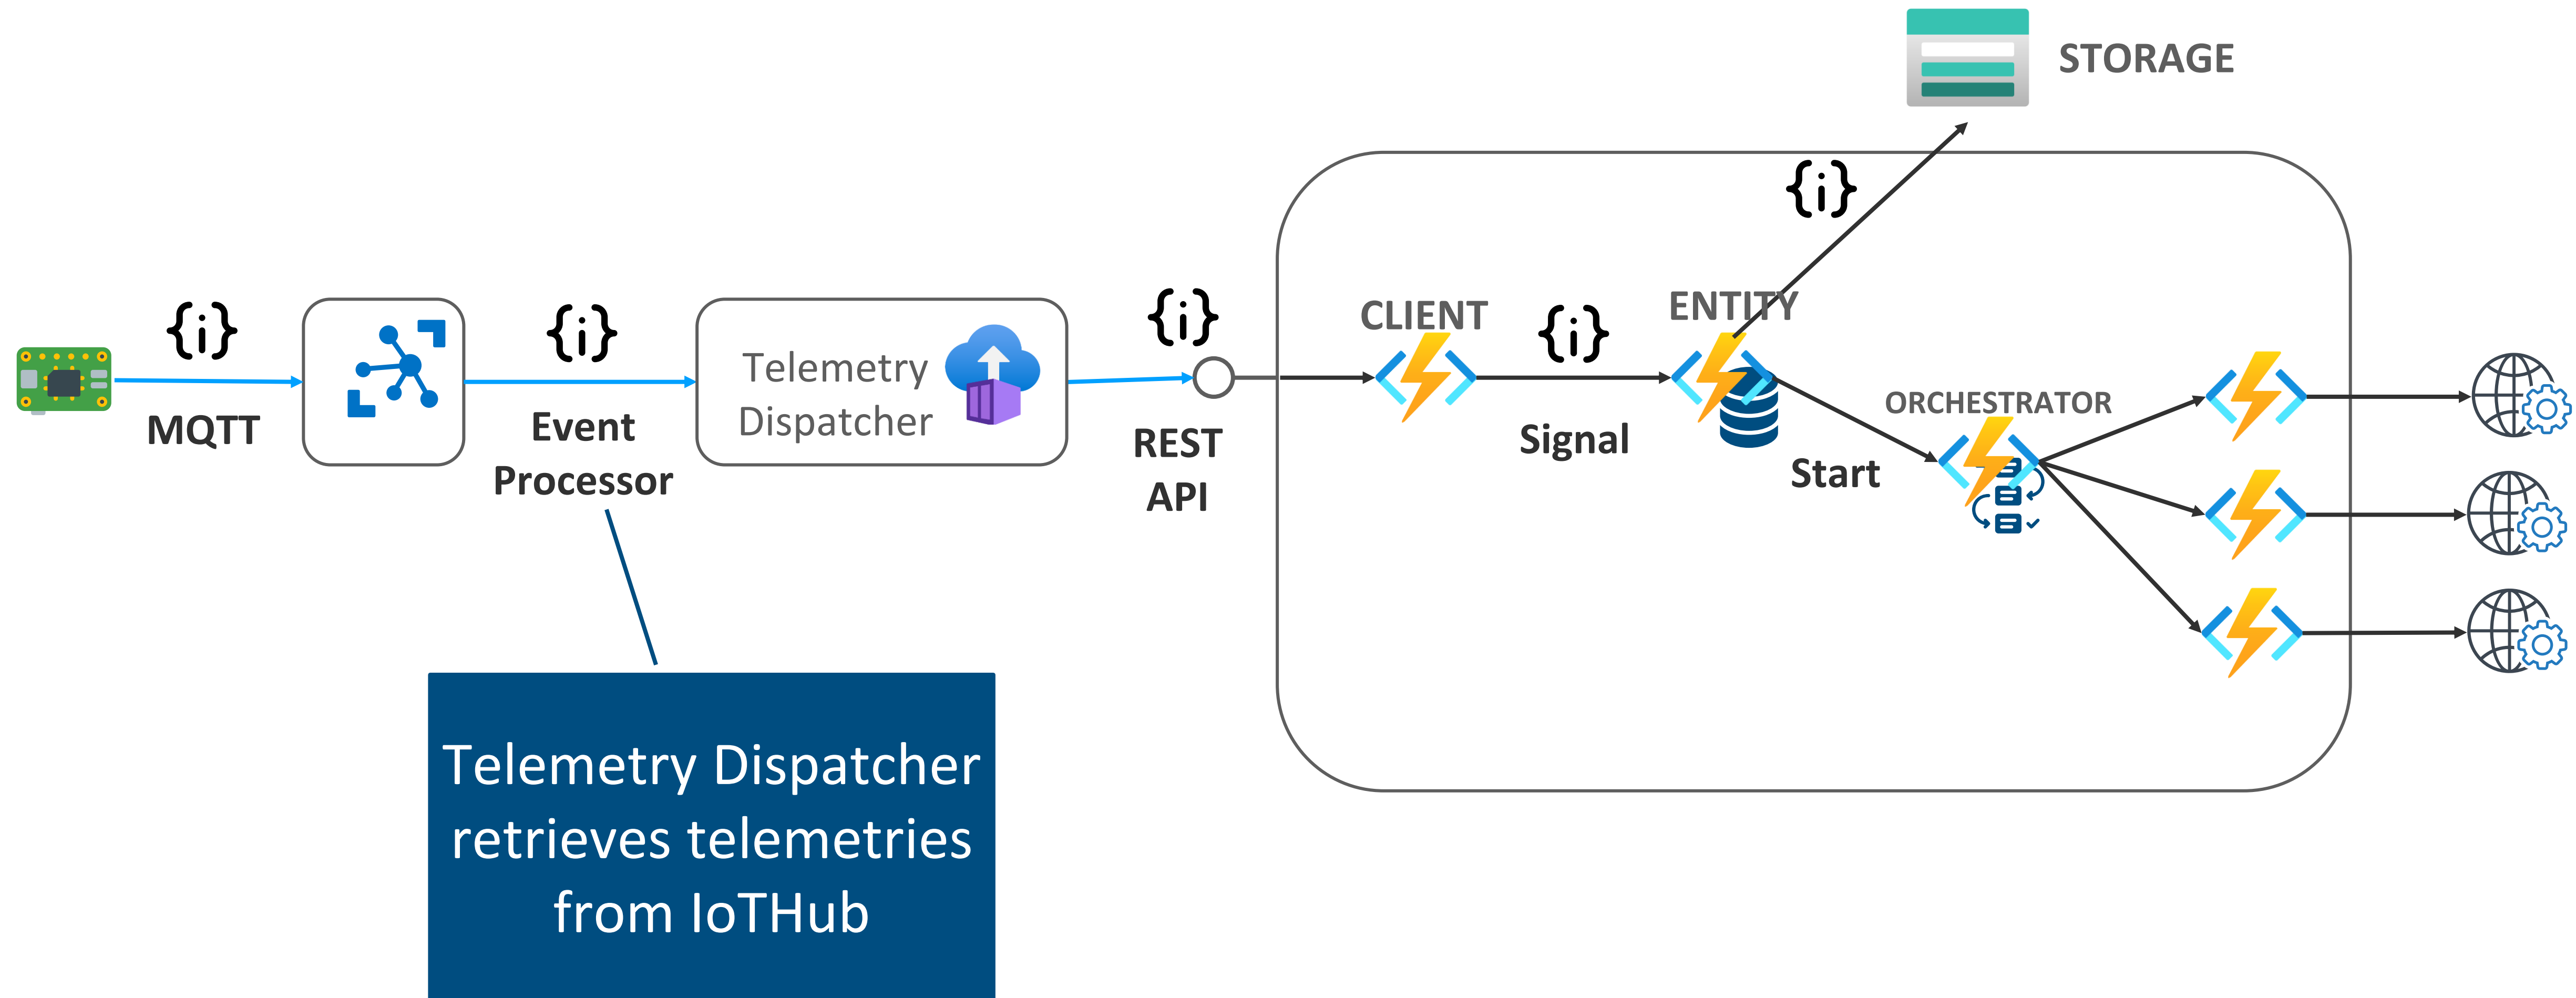 STORAGE
{i}
{i}
{i}
{i}
CLIENT
{i}
ENTITY
Telemetry
Dispatcher
MQTT
Event
Processor
REST
API
Signal
Start
ORCHESTRATOR
Telemetry Dispatcher
retrieves telemetries
from IoTHub